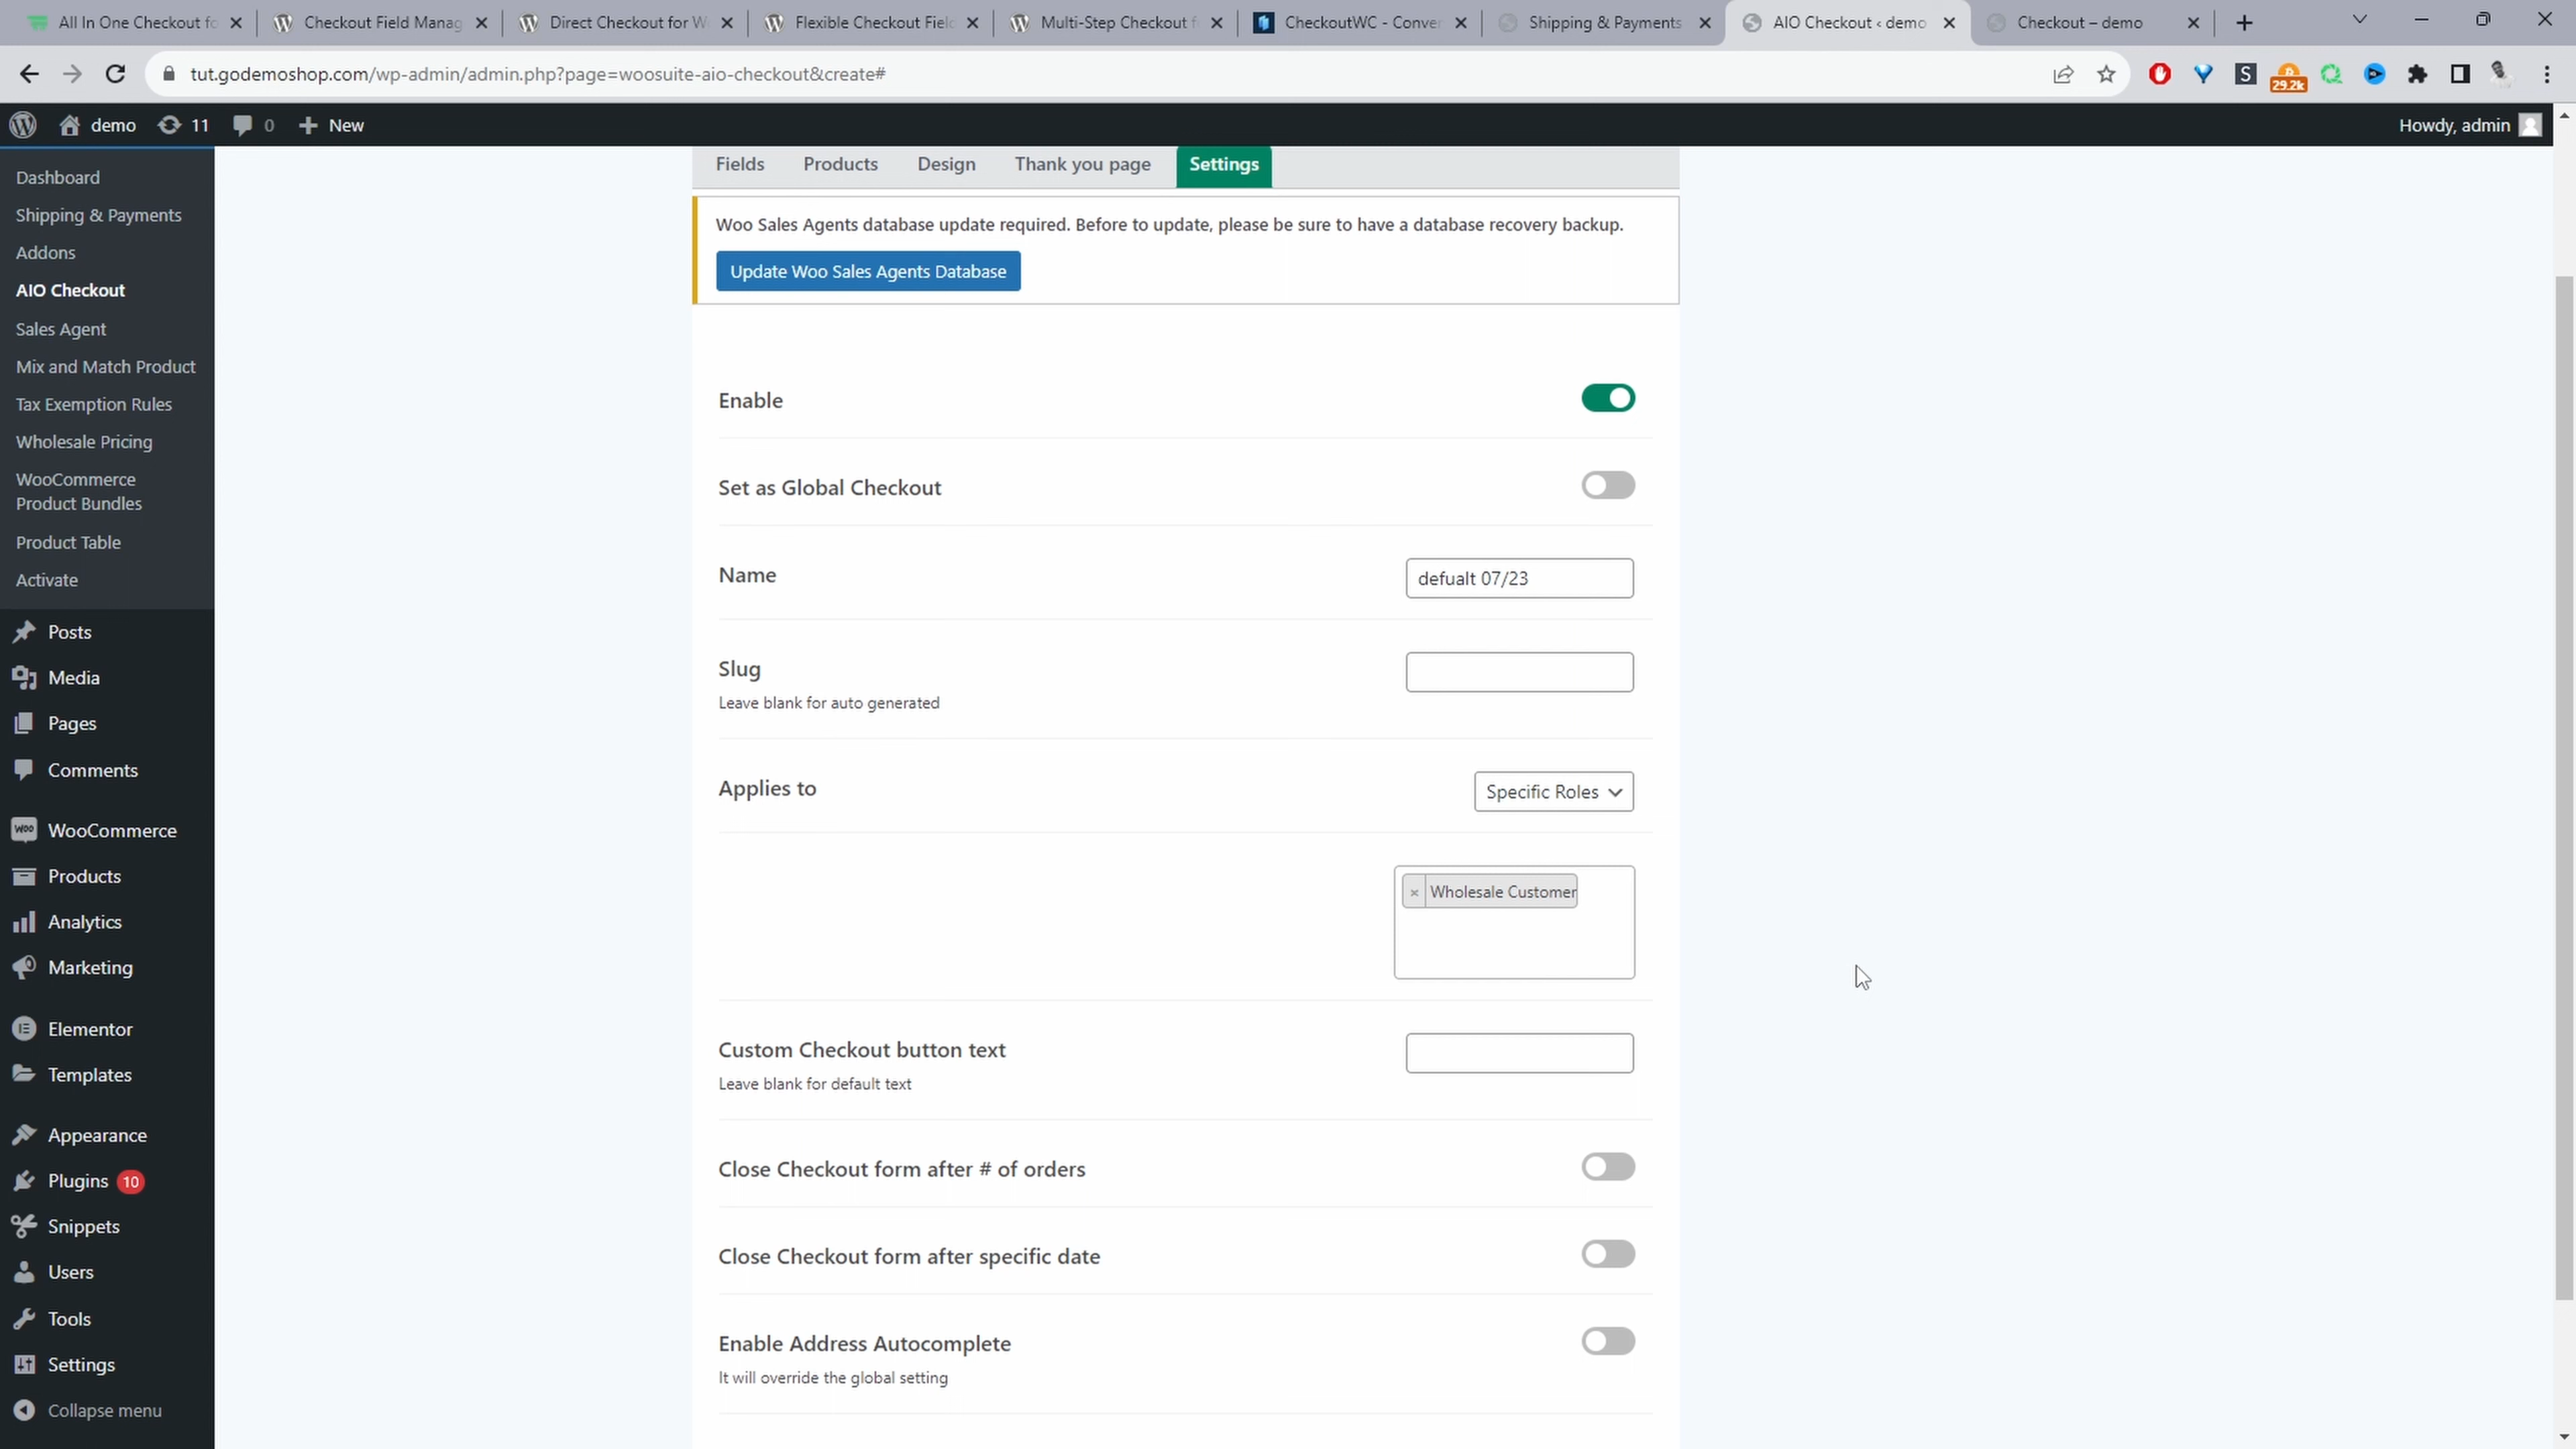 All In One Checkout fo
Checkout Field Manag
Direct Checkout for W
Flexible Checkout Field
Multi-Step Checkout f
CheckoutWC - Conver
Shipping & Payments
AIO Checkout ‹ demo
Checkout – demo
tut.godemoshop.com/wp-admin/admin.php?page=woosuite-aio-checkout&create#
S
29.2k
demo
11
0
New
Howdy, admin
Dashboard
Shipping & Payments
Addons
AIO Checkout
Sales Agent
Mix and Match Product
Tax Exemption Rules
Wholesale Pricing
WooCommerce
Product Bundles
Product Table
Activate
Posts
Media
Pages
Comments
WooCommerce
Products
Analytics
Marketing
Elementor
Templates
Appearance
Plugins 10
Snippets
Users
Tools
Settings
Collapse menu
Fields
Products
Design
Thank you page
Settings
Woo Sales Agents database update required. Before to update, please be sure to have a database recovery backup.
Update Woo Sales Agents Database
Enable
Set as Global Checkout
Name
defualt 07/23
Slug
Leave blank for auto generated
Applies to
Specific Roles
× Wholesale Customer
Custom Checkout button text
Leave blank for default text
Close Checkout form after # of orders
Close Checkout form after specific date
Enable Address Autocomplete
It will override the global setting